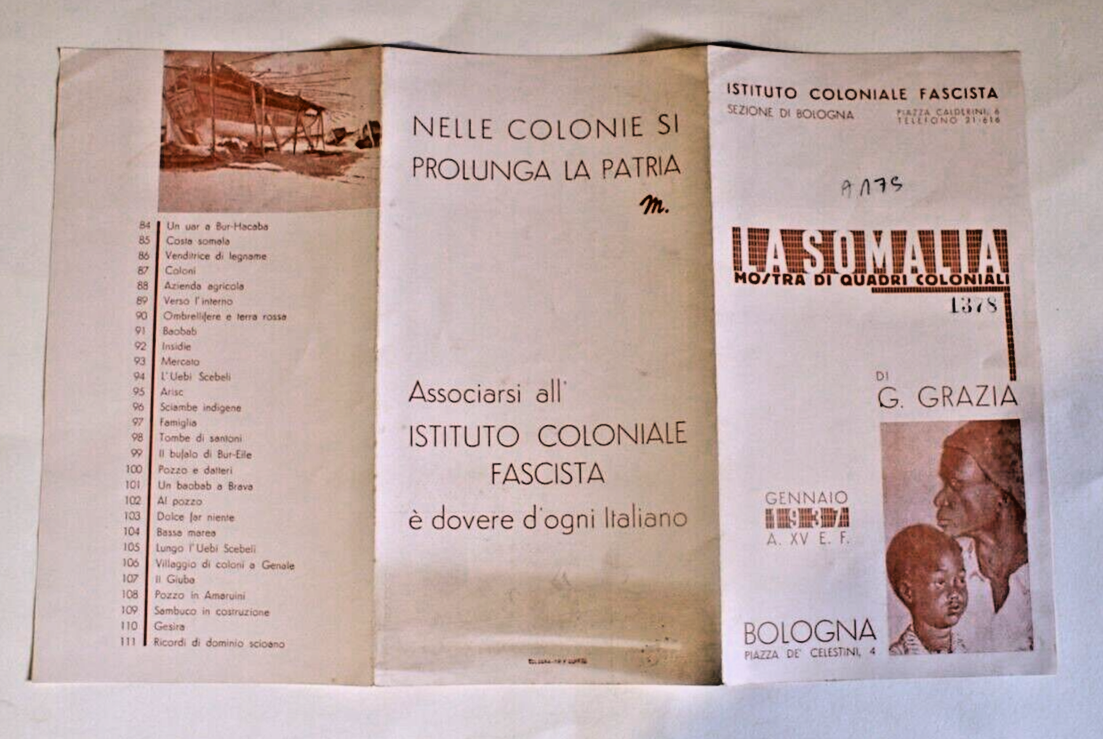 84 Un uar a Bur-Hacaba
85 Costa somala
86 Venditrice di legname
87 Coloni
88 Azienda agricola
89 Verso l'interno
90 Ombrellifere e terra rossa
91 Baobab
92 Insidie
93 Mercato
94 L'Uebi Scebeli
95 Arisc
96 Sciambe indigene
97 Famiglia
98 Tombe di santoni
99 Il bufalo di Bur-Eile
100 Pozzo e datteri
101 Un baobab a Brava
102 Al pozzo
103 Dolce far niente
104 Bassa marea
105 Lungo l'Uebi Scebeli
106 Villaggio di coloni a Genale
107 Il Giuba
108 Pozzo in Amaruini
109 Sambuco in costruzione
110 Gesira
111 Ricordi di dominio scioano
NELLE COLONIE SI
PROLUNGA LA PATRIA
M.
Associarsi all'
ISTITUTO COLONIALE
FASCISTA
è dovere d'ogni Italiano
ISTITUTO COLONIALE FASCISTA
SEZIONE DI BOLOGNA
PIAZZA CALDERINI, 6
TELEFONO 21-616
A 175
LA SOMALIA
MOSTRA DI QUADRI COLONIALI
1378
DI
G. GRAZIA
GENNAIO
1937
A. XV E. F.
BOLOGNA
PIAZZA DE' CELESTINI, 4